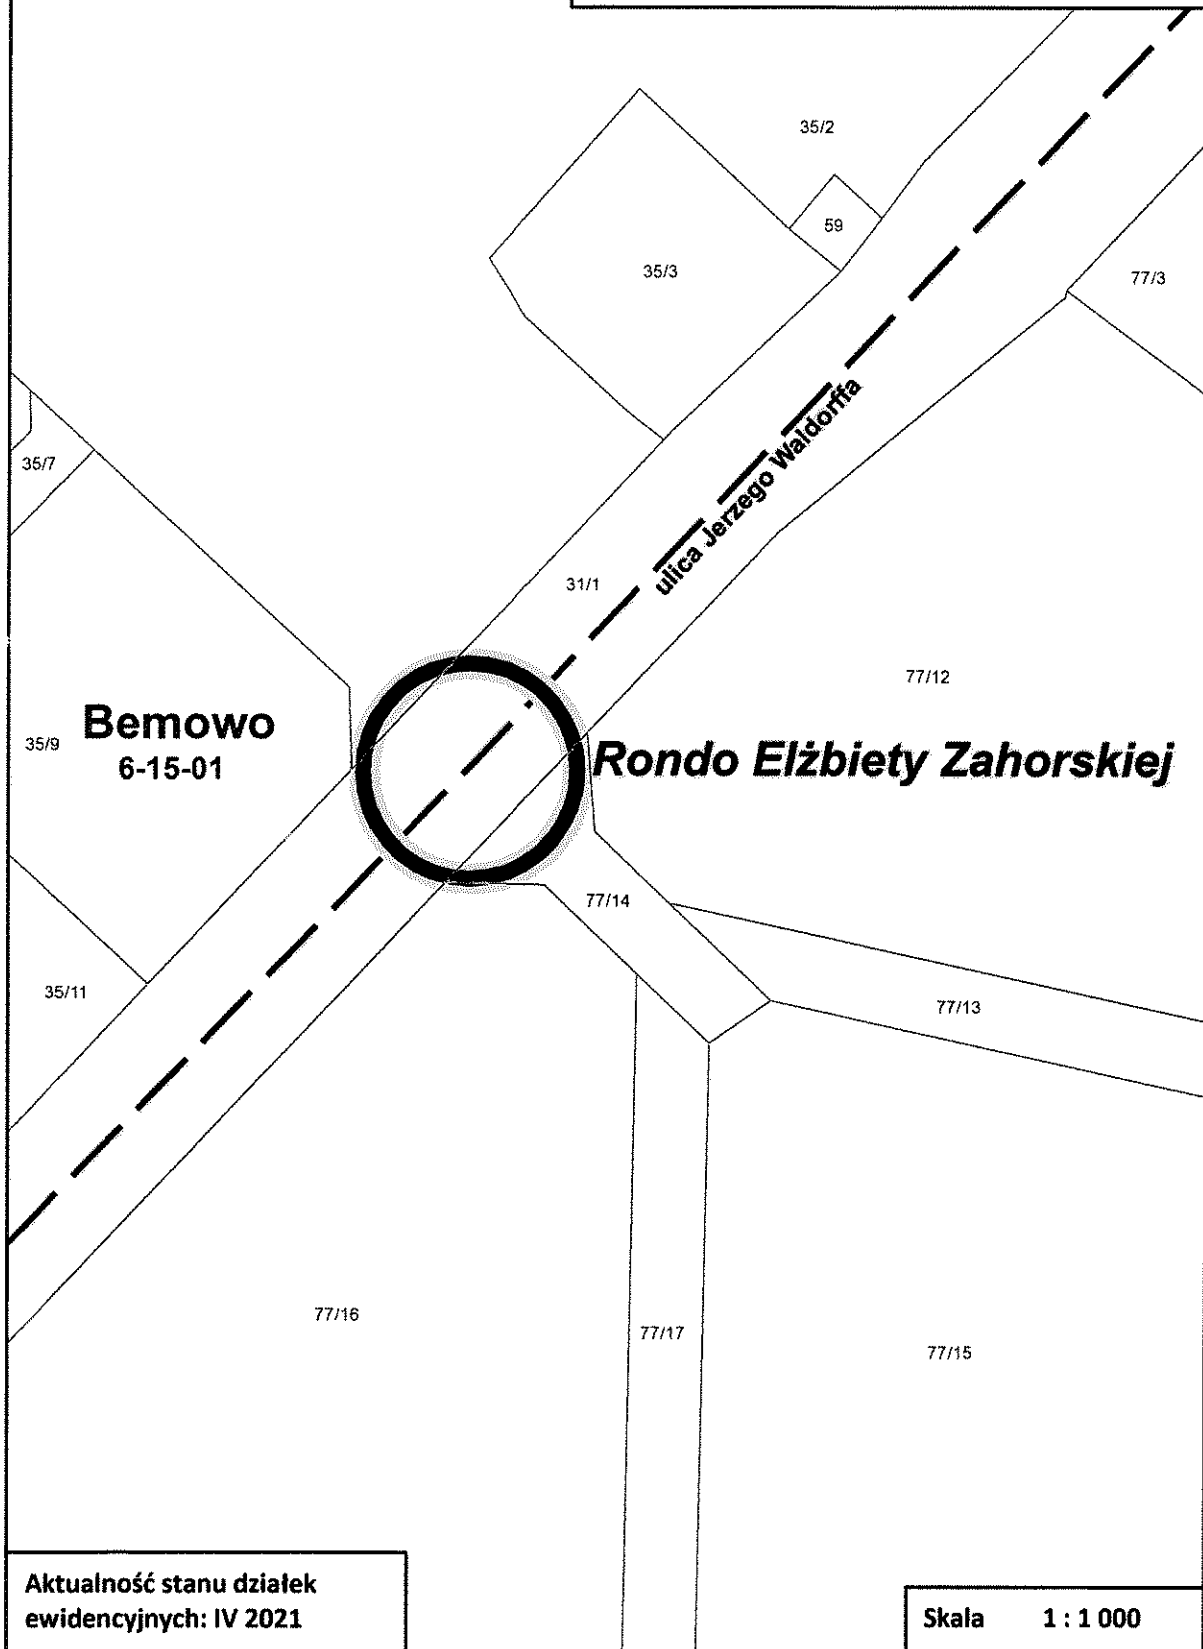 35/2
59
35/3
77/3
ulica Jerzego Waldorffa
35/7
31/1
77/12
Bemowo
6-15-01
35/9
Rondo Elżbiety Zahorskiej
77/14
35/11
77/13
77/16
77/17
77/15
Aktualność stanu działek
ewidencyjnych: IV 2021
Skala 1 : 1 000